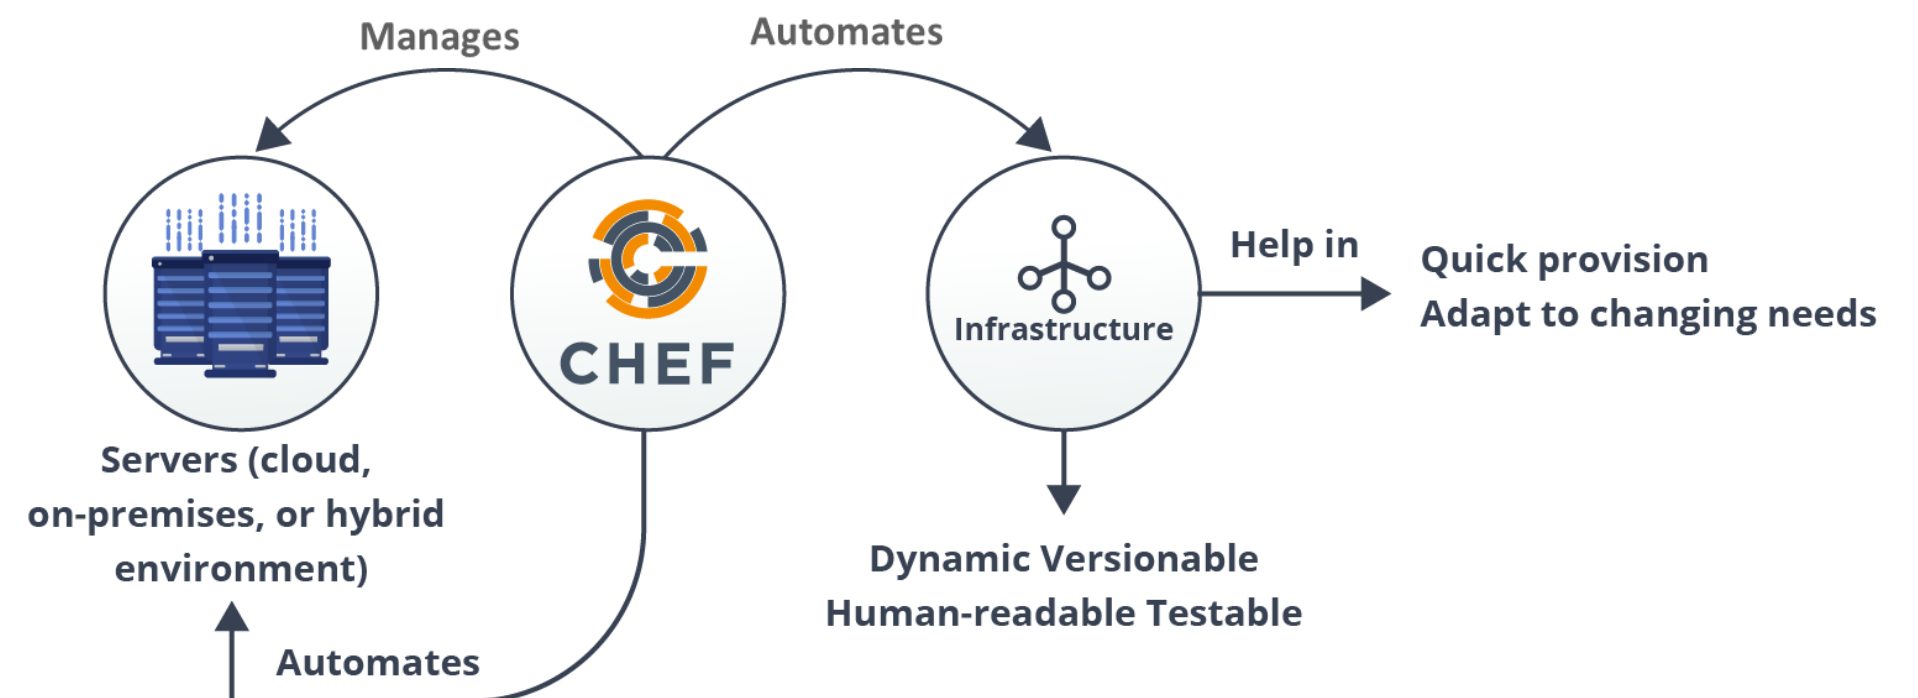 Manages
Automates
CHEF
Infrastructure
Help in
Quick provision
Adapt to changing needs
Servers (cloud,
on-premises, or hybrid
environment)
Dynamic Versionable
Human-readable Testable
Automates